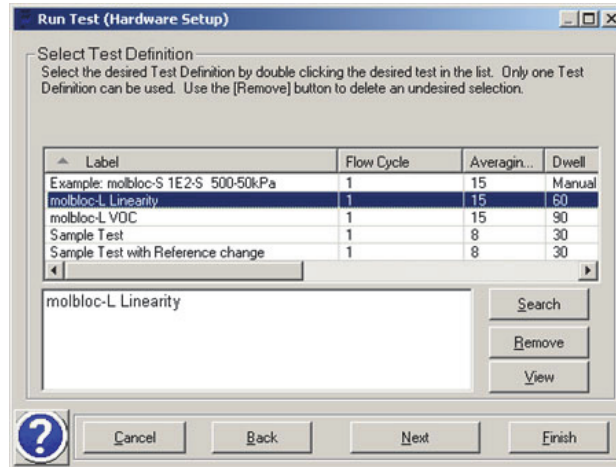 Run Test (Hardware Setup)
Select Test Definition
Select the desired Test Definition by double clicking the desired test in the list. Only one Test
Definition can be used. Use the [Remove] button to delete an undesired selection.
Label Flow Cycle Averagin... Dwell
Example: molbloc-S 1E2-S 500-50kPa 1 15 Manual
molbloc-L Linearity 1 15 60
molbloc-L VOC 1 15 90
Sample Test 1 8 30
Sample Test with Reference change 1 8 30
molbloc-L Linearity
Search
Remove
View
? Cancel Back Next Finish